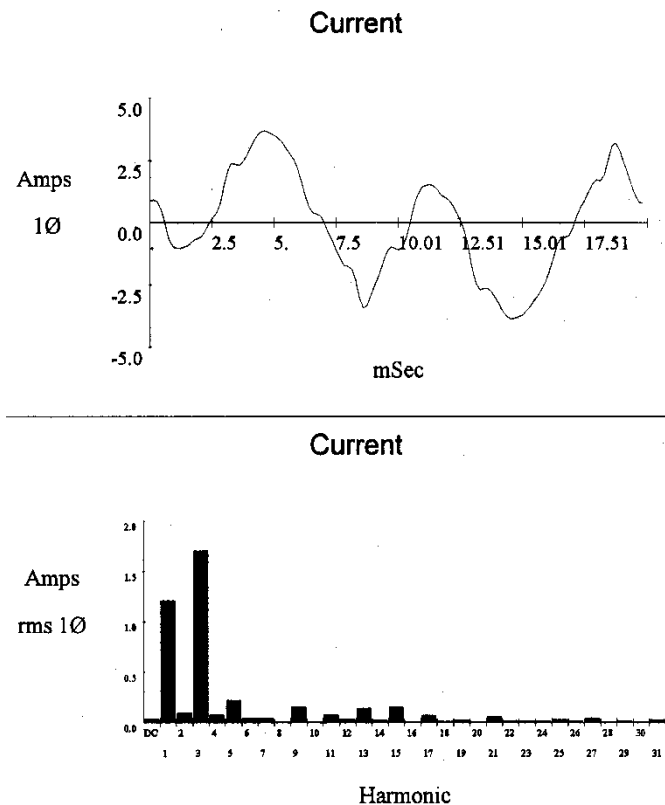 Current
5.0
2.5
Amps
1Ø
0.0
2.5 5. 7.5 10.01 12.51 15.01 17.51
-2.5
-5.0
mSec
Current
2.0
1.5
Amps
1.0
rms 1Ø
0.5
0.0
DC 2 4 6 8 10 12 14 16 18 20 22 24 26 28 30
1 3 5 7 9 11 13 15 17 19 21 23 25 27 29 31
Harmonic